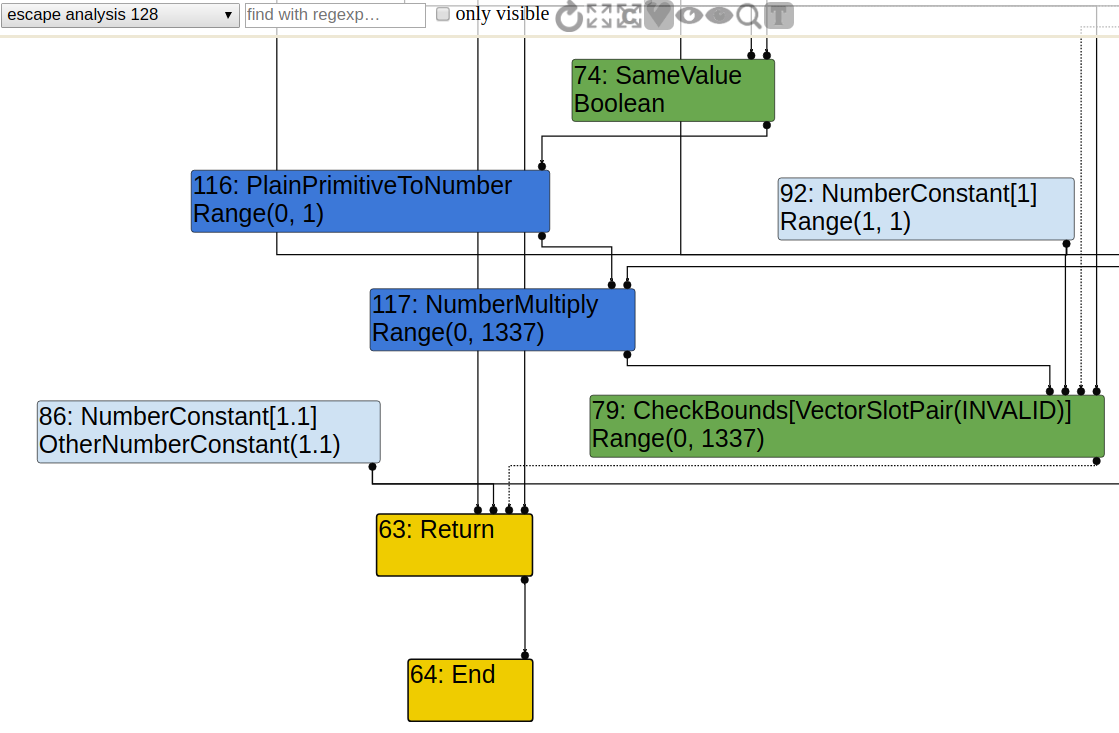 escape analysis 128
find with regexp...
only visible
C
T
74: SameValue
Boolean
116: PlainPrimitiveToNumber
Range(0, 1)
92: NumberConstant[1]
Range(1, 1)
117: NumberMultiply
Range(0, 1337)
86: NumberConstant[1.1]
OtherNumberConstant(1.1)
79: CheckBounds[VectorSlotPair(INVALID)]
Range(0, 1337)
63: Return
64: End